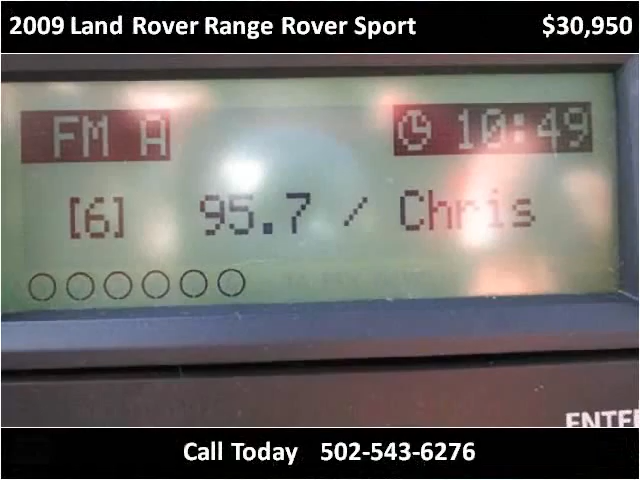 2009 Land Rover Range Rover Sport $30,950
FM A 10:49
[6] 95.7 / Chris
ENTE
Call Today 502-543-6276